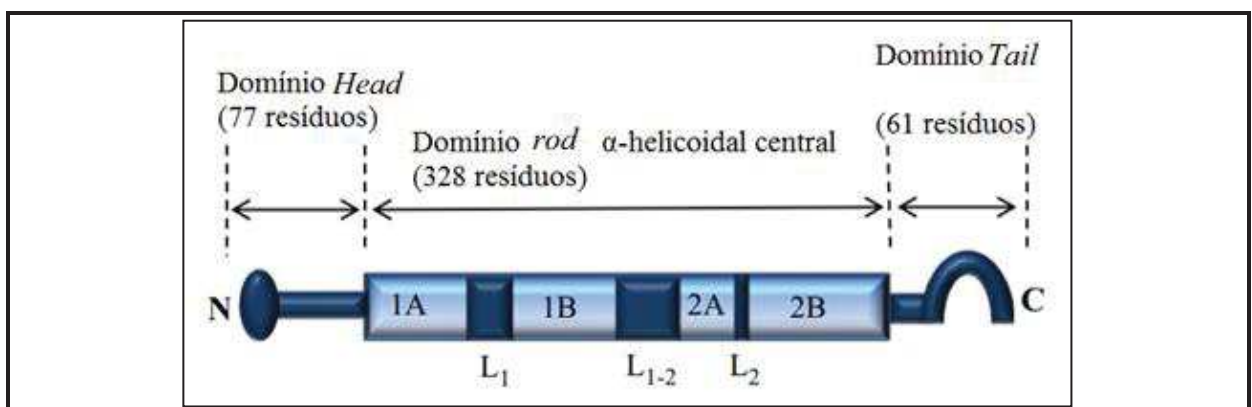 Domínio Head
(77 resíduos)
Domínio rod α-helicoidal central
(328 resíduos)
Domínio Tail
(61 resíduos)
N
1A
1B
2A
2B
C
L1
L1-2
L2